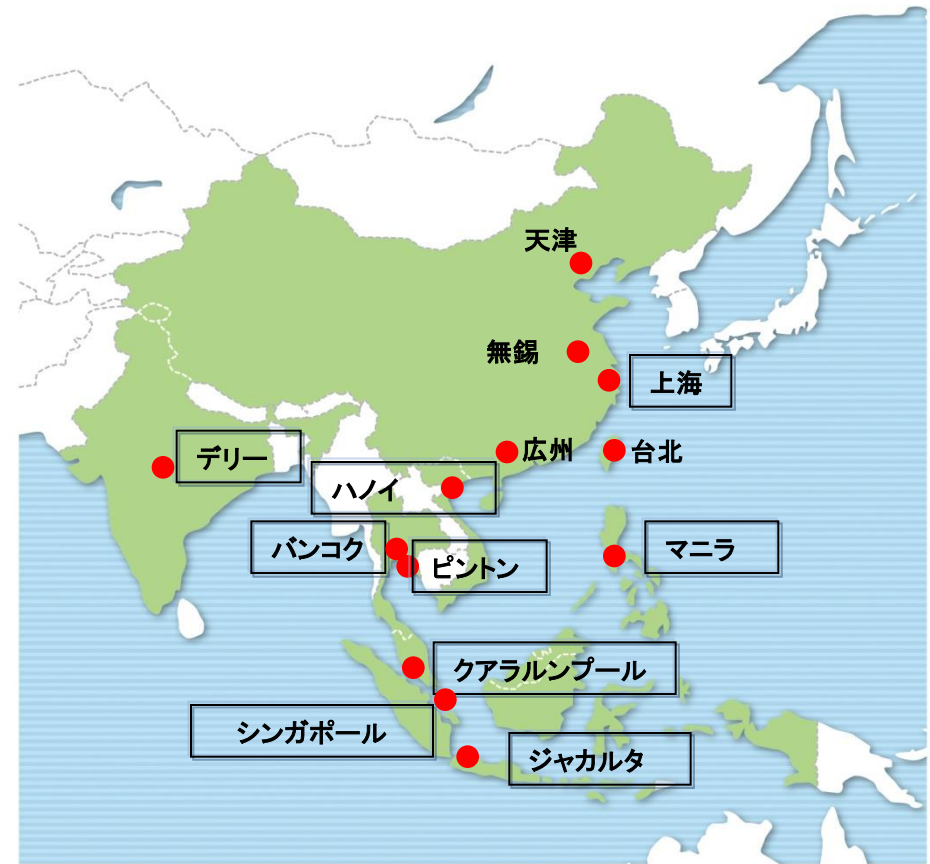 天津
無錫
上海
広州
台北
デリー
ハノイ
バンコク
ピントン
マニラ
クアラルンプール
シンガポール
ジャカルタ